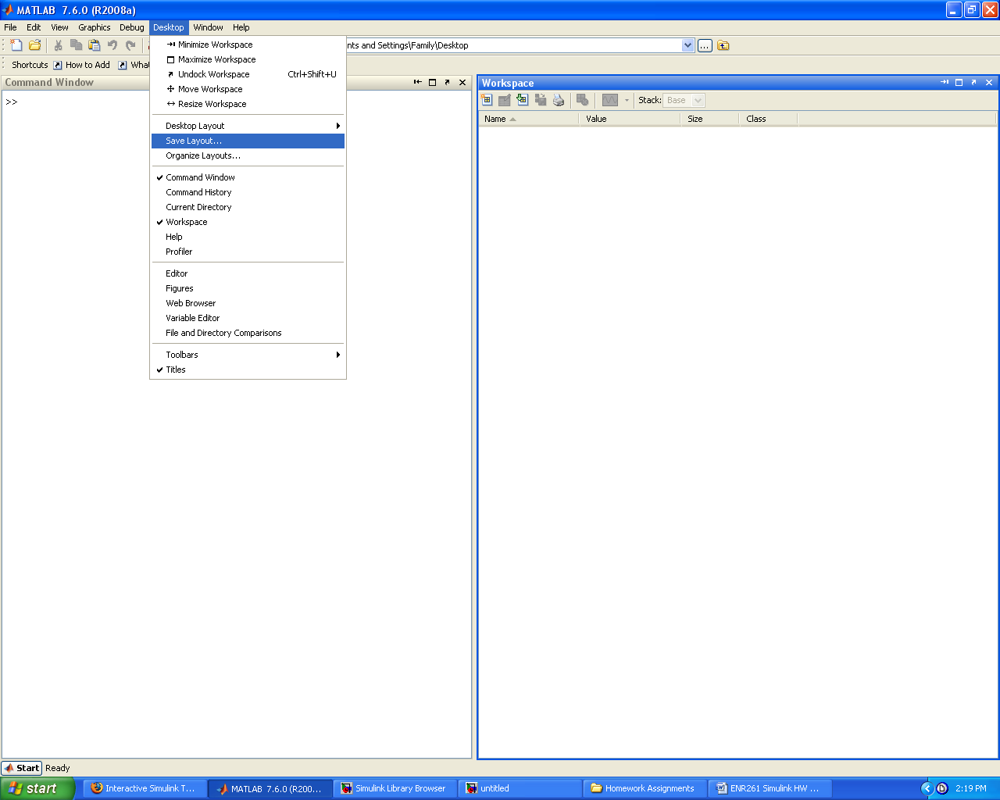 MATLAB 7.6.0 (R2008a)
File Edit View Graphics Debug Desktop Window Help
nts and Settings\Family\Desktop ...
Shortcuts How to Add What
Minimize Workspace
Maximize Workspace
Undock Workspace Ctrl+Shift+U
Move Workspace
Resize Workspace
Desktop Layout
Save Layout...
Organize Layouts...
Command Window
Command History
Current Directory
Workspace
Help
Profiler
Editor
Figures
Web Browser
Variable Editor
File and Directory Comparisons
Toolbars
Titles
Command Window
>>
Workspace
Stack: Base
Name Value Size Class
Start Ready
start Interactive Simulink T... MATLAB 7.6.0 (R200... Simulink Library Browser untitled Homework Assignments ENR261 Simulink HW ... 2:19 PM